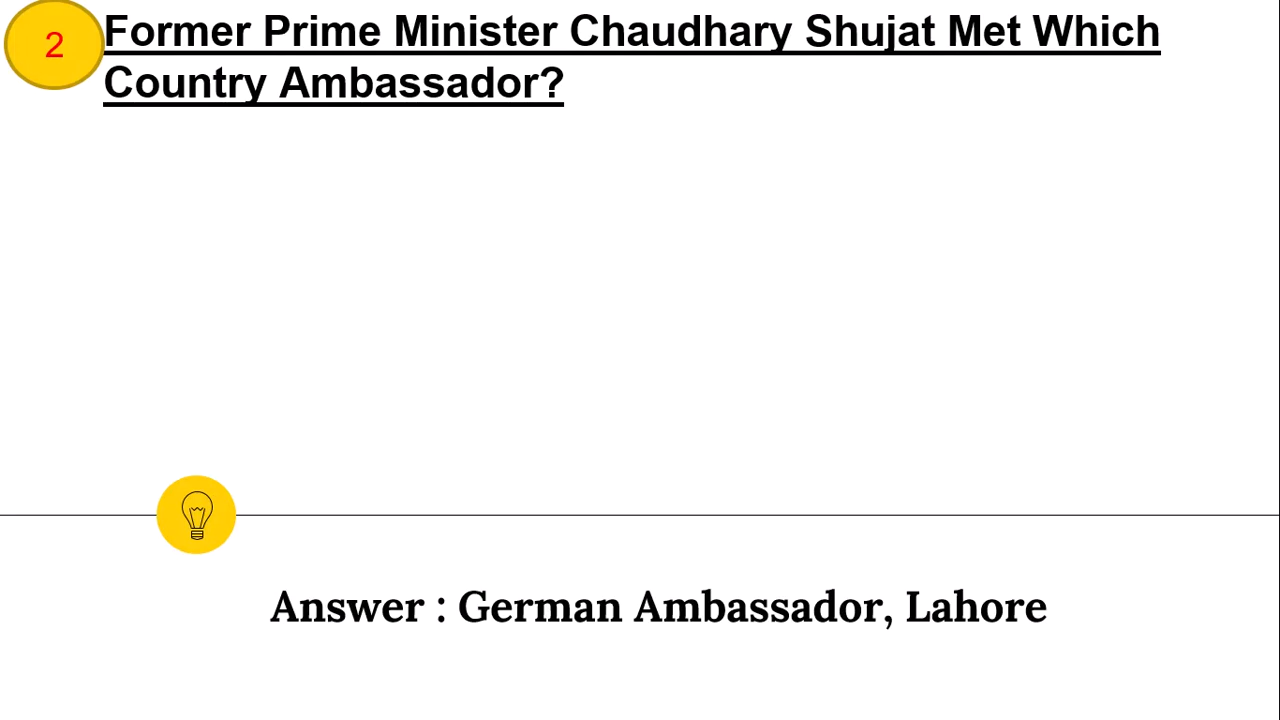 2
Former Prime Minister Chaudhary Shujat Met Which
Country Ambassador?
Answer : German Ambassador, Lahore